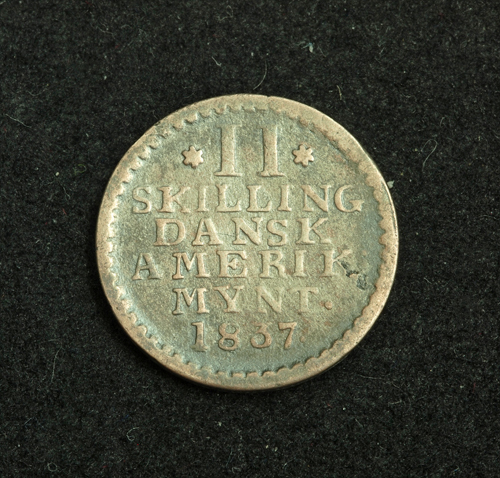 * II *
SKILLING
DANSK
AMERIK
MYNT.
1837